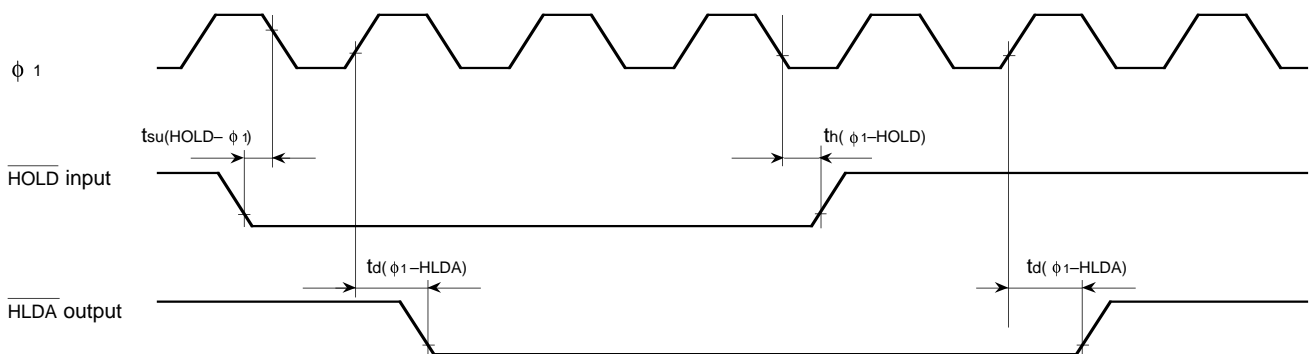 ϕ 1
tsu(HOLD– ϕ 1)
th( ϕ 1–HOLD)
HOLD input
td( ϕ 1–HLDA)
td( ϕ 1–HLDA)
HLDA output